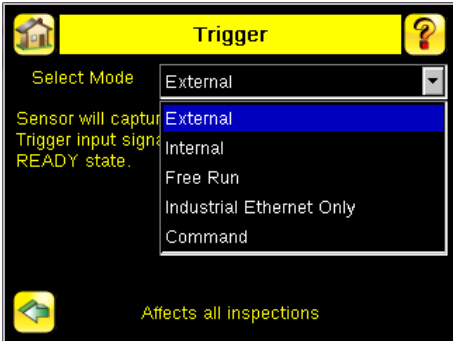 Trigger
Select Mode External
Sensor will captur
Trigger input signa
READY state.
External
Internal
Free Run
Industrial Ethernet Only
Command
Affects all inspections